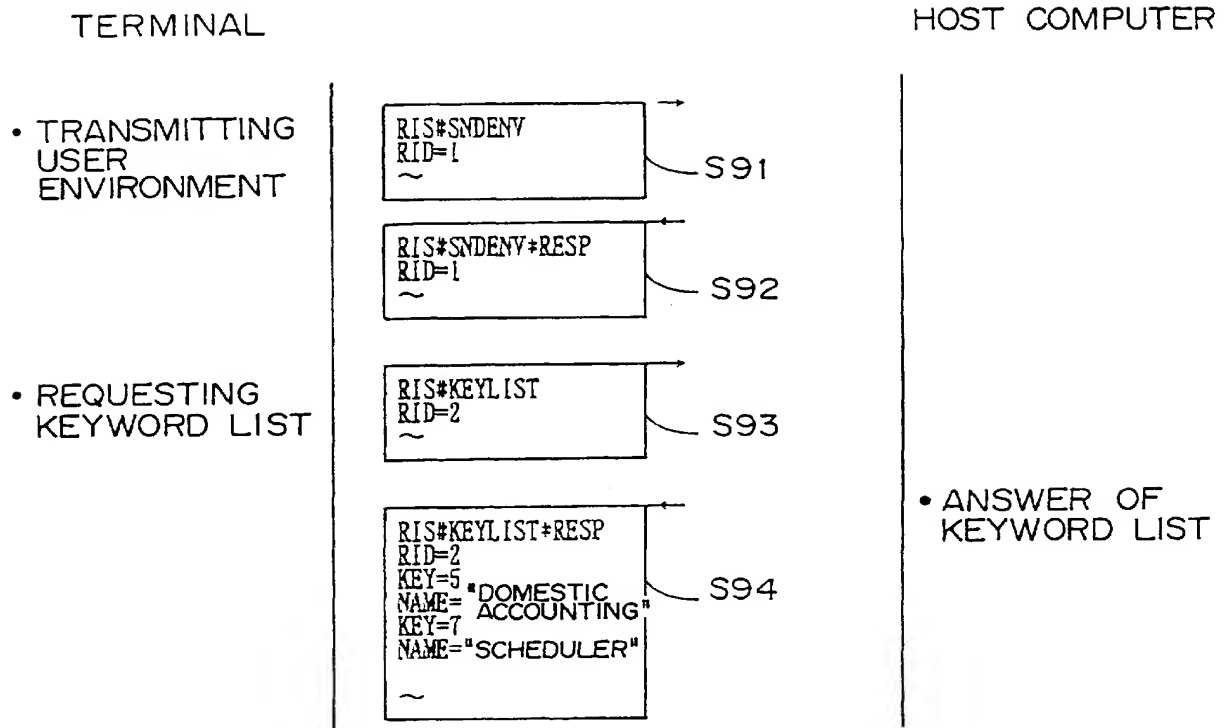 TERMINAL
HOST COMPUTER
• TRANSMITTING
USER
ENVIRONMENT
RIS#SNDENV
RID=1
~
S91
RIS#SNDENV*RESP
RID=1
~
S92
• REQUESTING
KEYWORD LIST
RIS#KEYLIST
RID=2
~
S93
RIS#KEYLIST*RESP
RID=2
KEY=5
NAME="DOMESTIC
ACCOUNTING"
KEY=7
NAME="SCHEDULER"
~
S94
• ANSWER OF
KEYWORD LIST